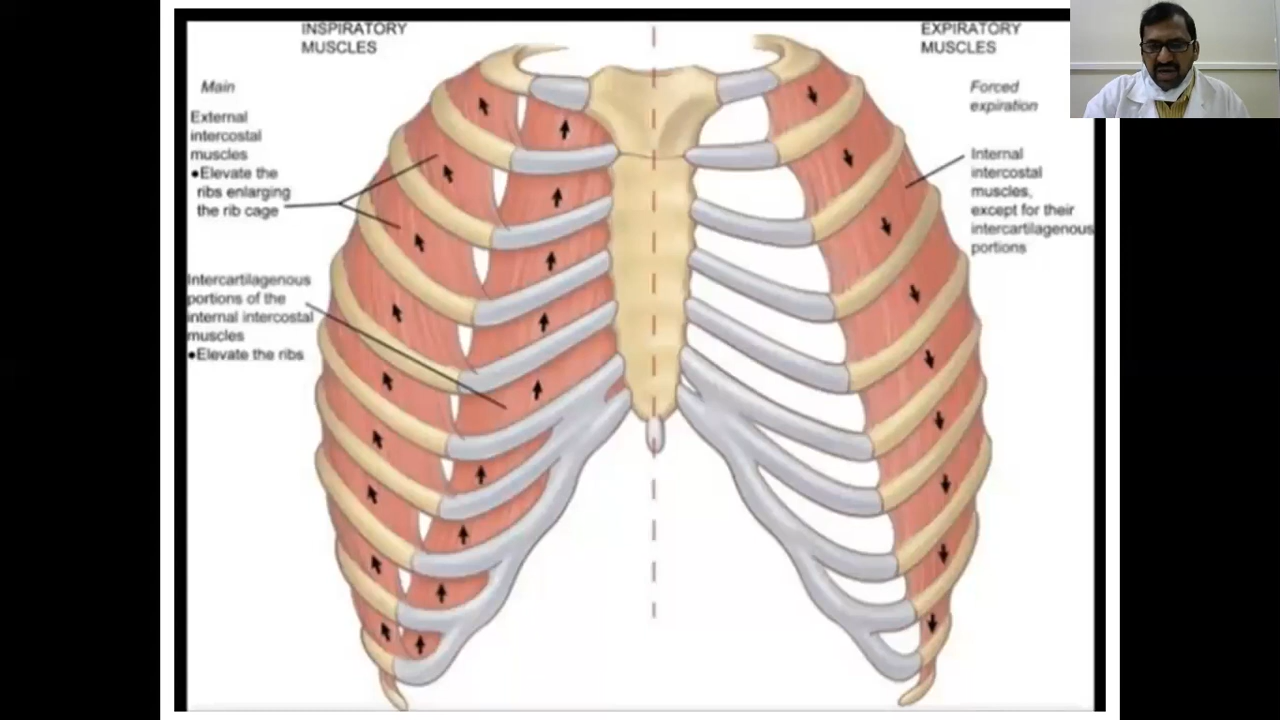 INSPIRATORY
MUSCLES
Main
External
intercostal
muscles
●Elevate the
ribs enlarging
the rib cage
Intercartilagenous
portions of the
internal intercostal
muscles
●Elevate the ribs
EXPIRATORY
MUSCLES
Forced
expiration
Internal
intercostal
muscles,
except for their
intercartilagenous
portions